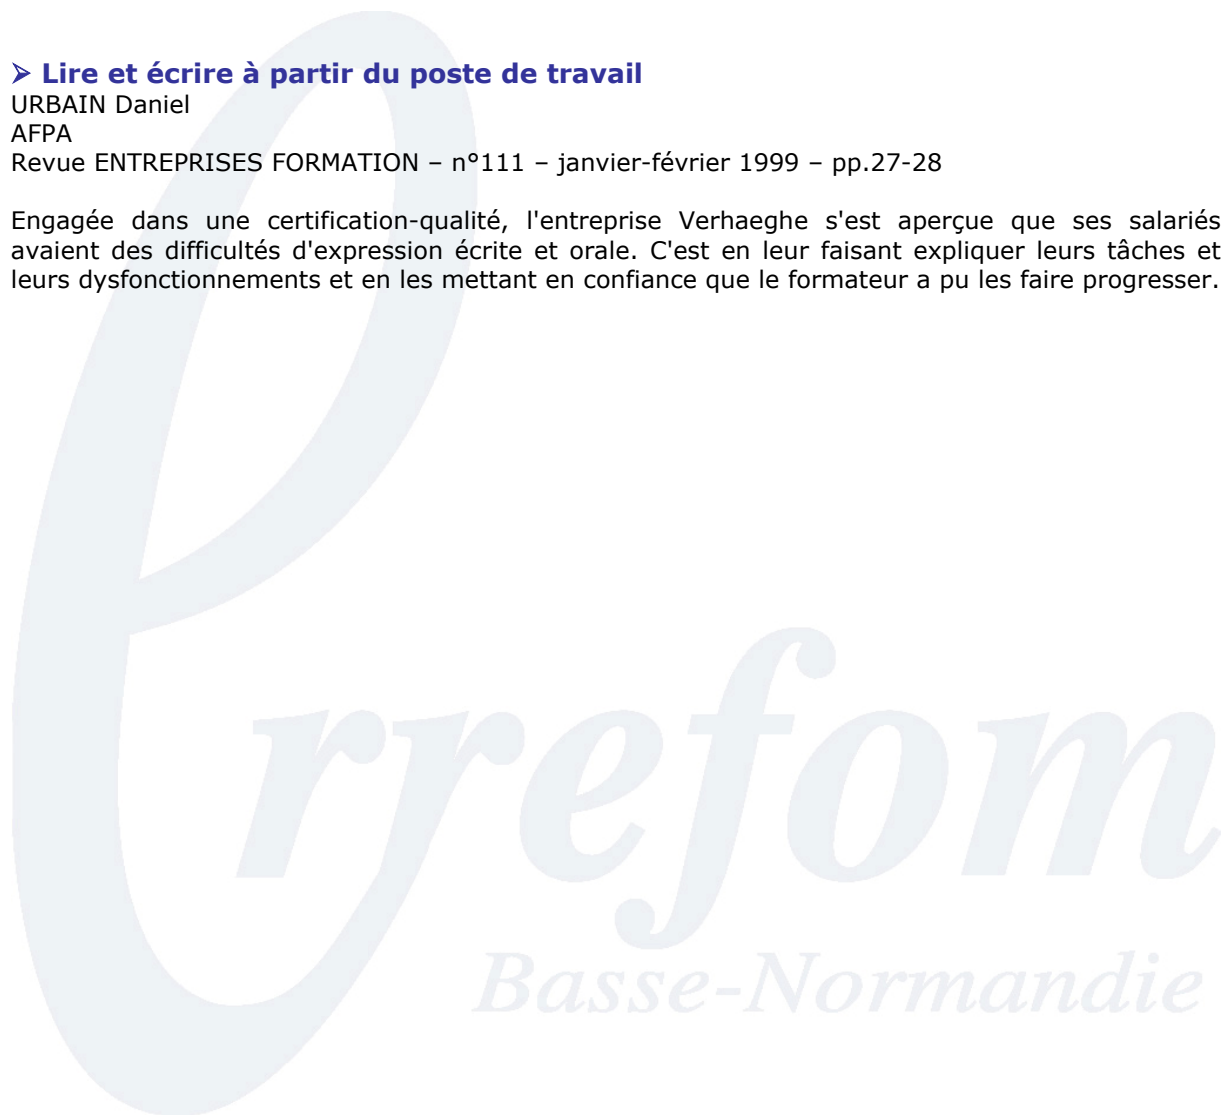 ➢ Lire et écrire à partir du poste de travail
URBAIN Daniel
AFPA
Revue ENTREPRISES FORMATION – n°111 – janvier-février 1999 – pp.27-28
Engagée dans une certification-qualité, l'entreprise Verhaeghe s'est aperçue que ses salariés
avaient des difficultés d'expression écrite et orale. C'est en leur faisant expliquer leurs tâches et
leurs dysfonctionnements et en les mettant en confiance que le formateur a pu les faire progresser.
errefom
Basse-Normandie